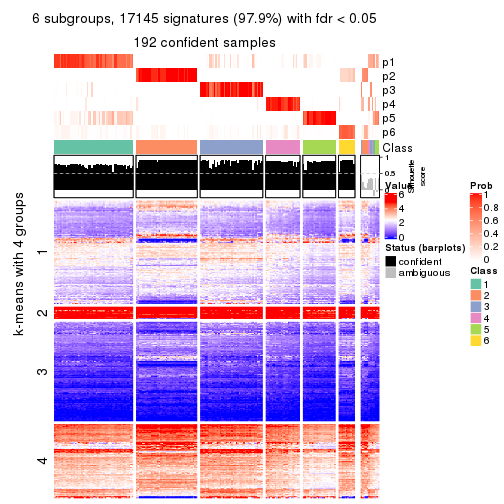 6 subgroups, 17145 signatures (97.9%) with fdr < 0.05
192 confident samples
p1
p2
p3
p4
p5
p6
Class
1
0.5
0
Silhouette
score
k-means with 4 groups
1
2
3
4
Value
6
4
2
0
Status (barplots)
confident
ambiguous
Prob
1
0.8
0.6
0.4
0.2
0
Class
1
2
3
4
5
6